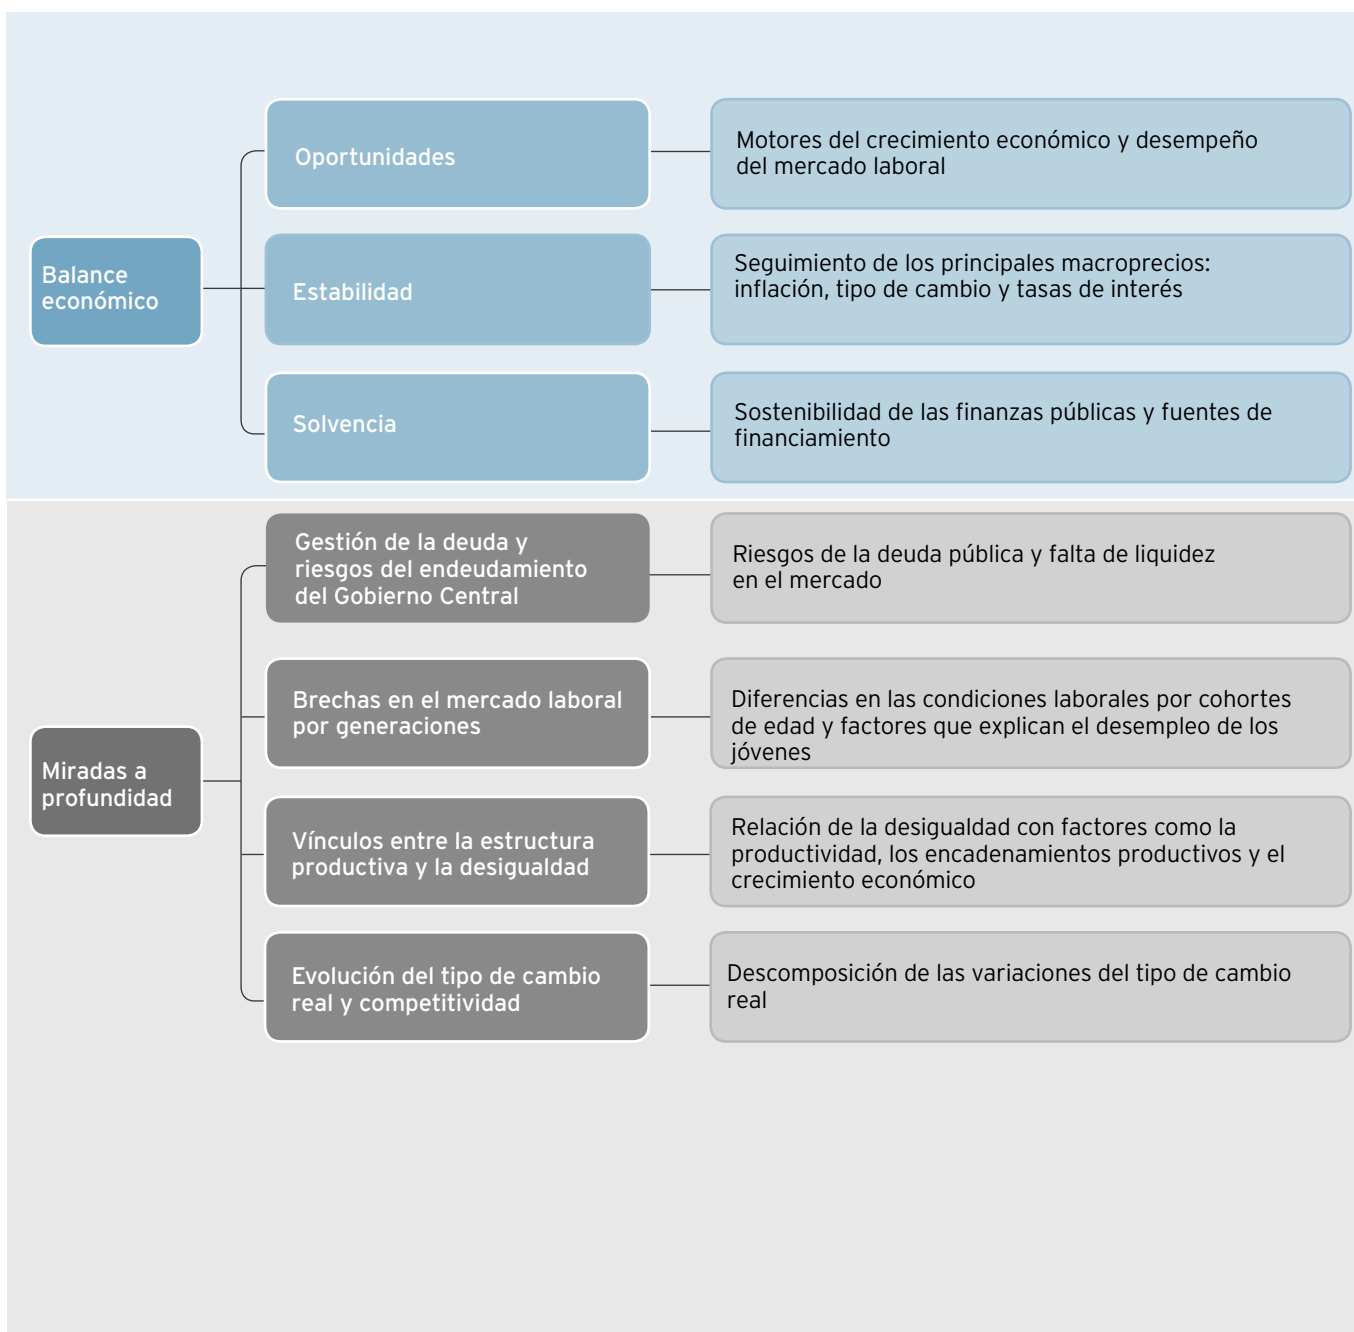 Balance
económico
Oportunidades
Motores del crecimiento económico y desempeño
del mercado laboral
Estabilidad
Seguimiento de los principales macroprecios:
inflación, tipo de cambio y tasas de interés
Solvencia
Sostenibilidad de las finanzas públicas y fuentes de
financiamiento
Miradas a
profundidad
Gestión de la deuda y
riesgos del endeudamiento
del Gobierno Central
Riesgos de la deuda pública y falta de liquidez
en el mercado
Brechas en el mercado laboral
por generaciones
Diferencias en las condiciones laborales por cohortes
de edad y factores que explican el desempleo de los
jóvenes
Vínculos entre la estructura
productiva y la desigualdad
Relación de la desigualdad con factores como la
productividad, los encadenamientos productivos y el
crecimiento económico
Evolución del tipo de cambio
real y competitividad
Descomposición de las variaciones del tipo de cambio
real